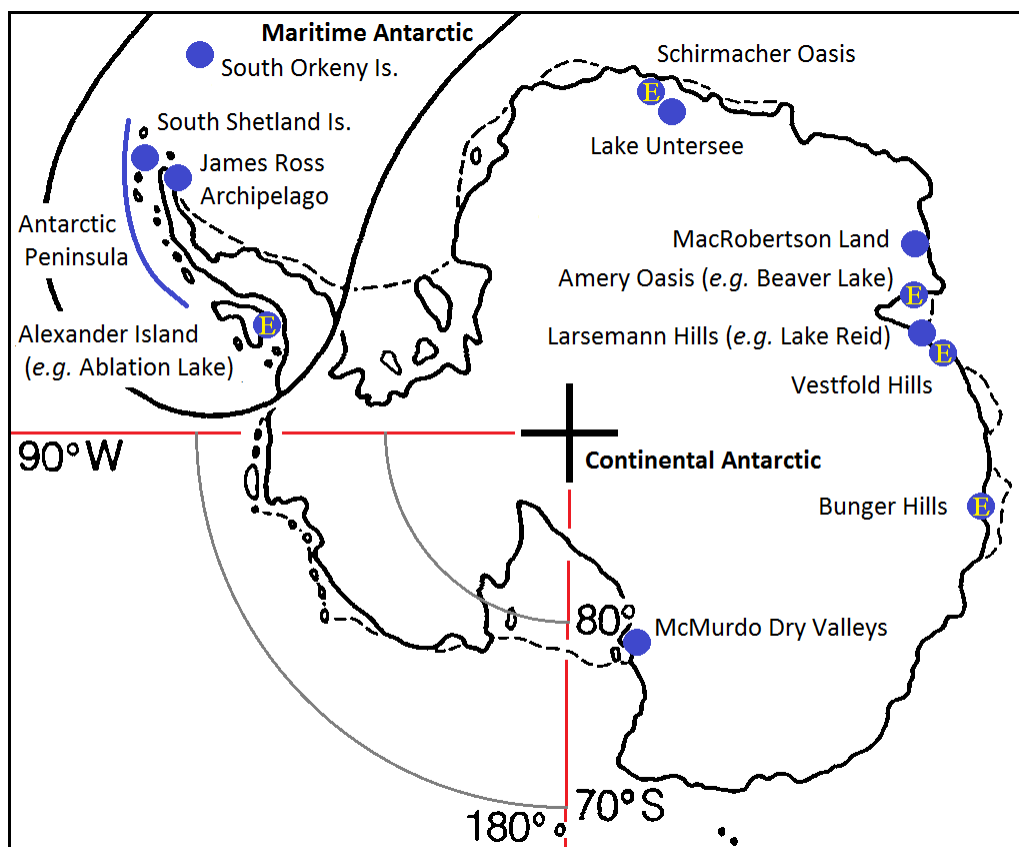 Maritime Antarctic
South Orkeny Is.
Schirmacher Oasis
E
South Shetland Is.
Lake Untersee
James Ross
Archipelago
Antarctic
Peninsula
MacRobertson Land
Amery Oasis (e.g. Beaver Lake)
E
Alexander Island
(e.g. Ablation Lake)
E
Larsemann Hills (e.g. Lake Reid)
E
Vestfold Hills
90°W
Continental Antarctic
Bunger Hills
E
80°
McMurdo Dry Valleys
70°S
180°